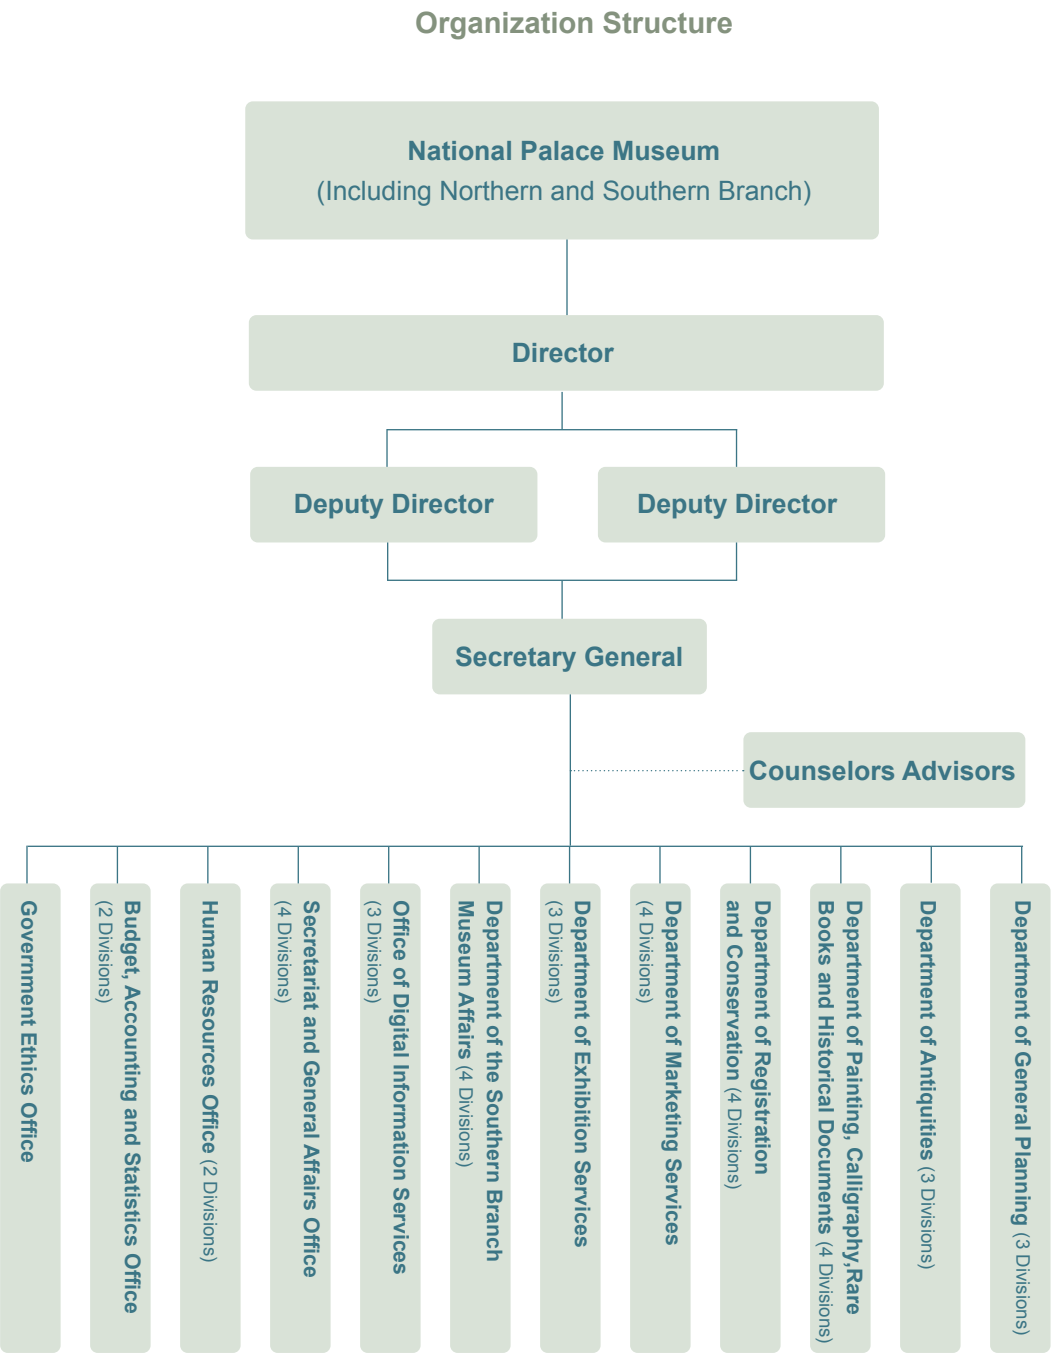 Organization Structure
National Palace Museum
(Including Northern and Southern Branch)
Director
Deputy Director
Deputy Director
Secretary General
Counselors Advisors
Government Ethics Office
Budget, Accounting and Statistics Office
(2 Divisions)
Human Resources Office (2 Divisions)
Secretariat and General Affairs Office
(4 Divisions)
Office of Digital Information Services
(3 Divisions)
Department of the Southern Branch
Museum Affairs (4 Divisions)
Department of Exhibition Services
(3 Divisions)
Department of Marketing Services
(4 Divisions)
Department of Registration
and Conservation (4 Divisions)
Department of Painting, Calligraphy,Rare
Books and Historical Documents (4 Divisions)
Department of Antiquities (3 Divisions)
Department of General Planning (3 Divisions)